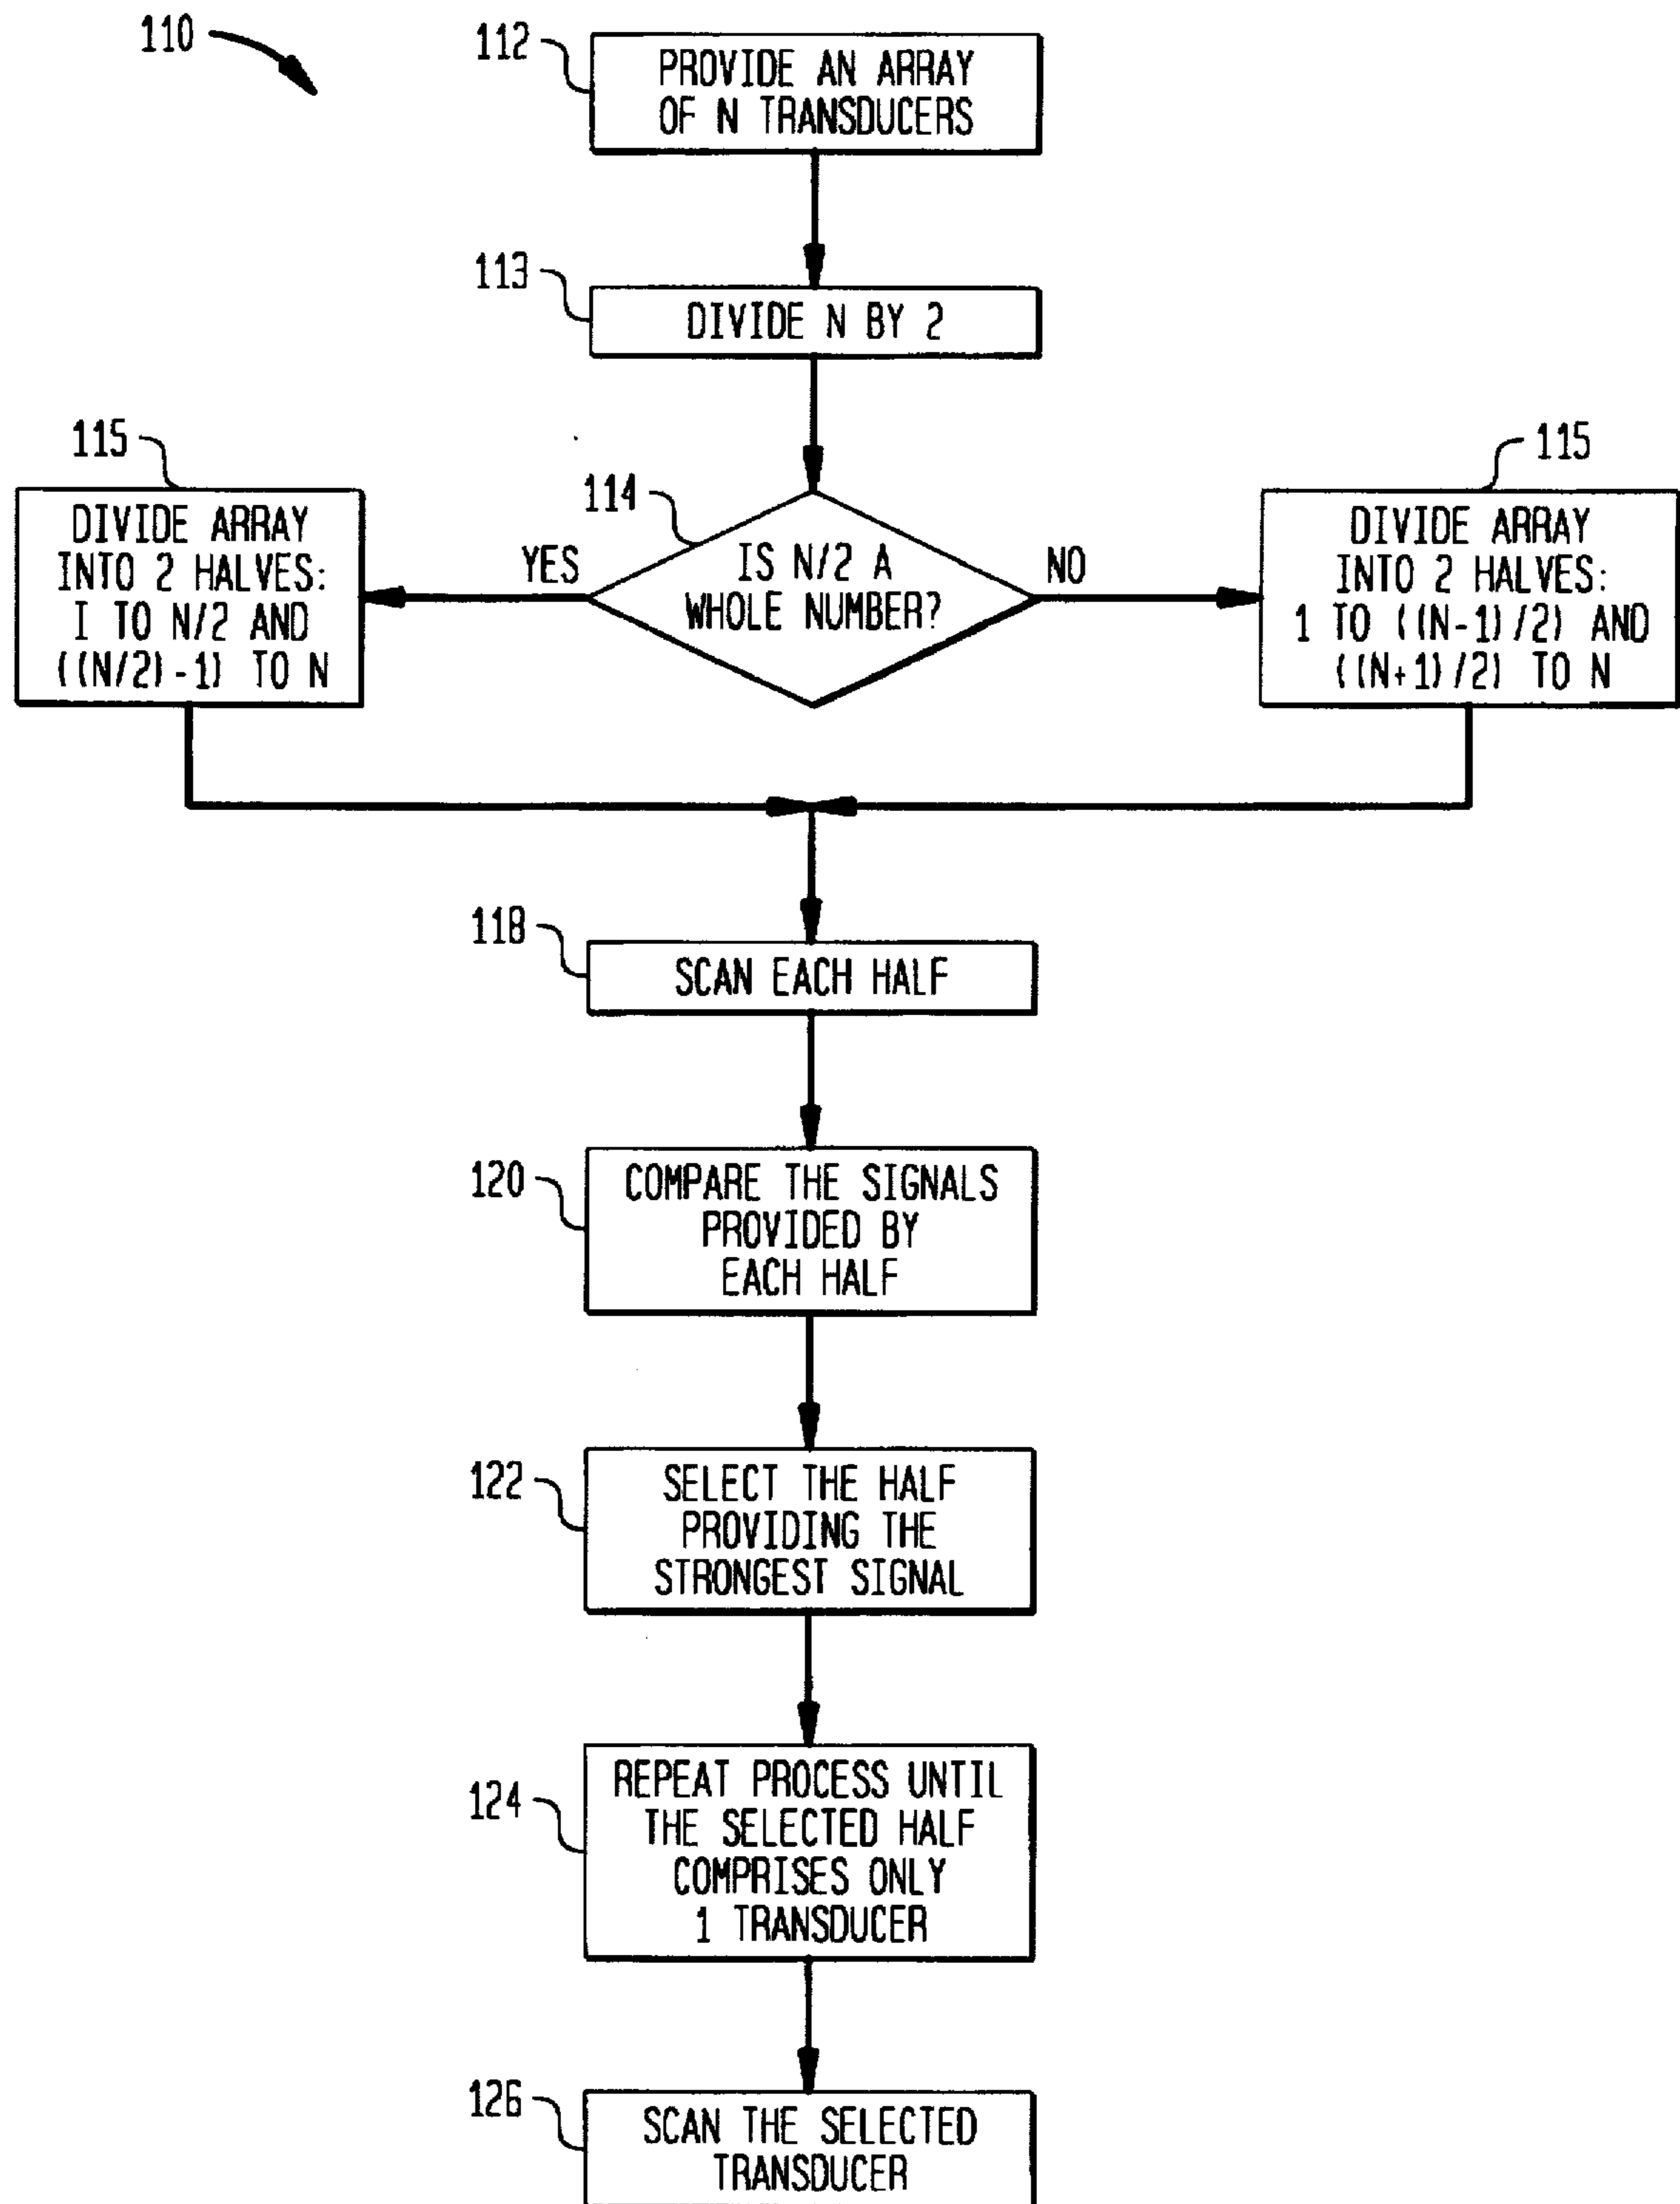 110
112
PROVIDE AN ARRAY
OF N TRANSDUCERS
113
DIVIDE N BY 2
115
DIVIDE ARRAY
INTO 2 HALVES:
I TO N/2 AND
((N/2)-1) TO N
114
YES
IS N/2 A
WHOLE NUMBER?
NO
115
DIVIDE ARRAY
INTO 2 HALVES:
1 TO ((N-1)/2) AND
((N+1)/2) TO N
118
SCAN EACH HALF
120
COMPARE THE SIGNALS
PROVIDED BY
EACH HALF
122
SELECT THE HALF
PROVIDING THE
STRONGEST SIGNAL
124
REPEAT PROCESS UNTIL
THE SELECTED HALF
COMPRISES ONLY
1 TRANSDUCER
126
SCAN THE SELECTED
TRANSDUCER